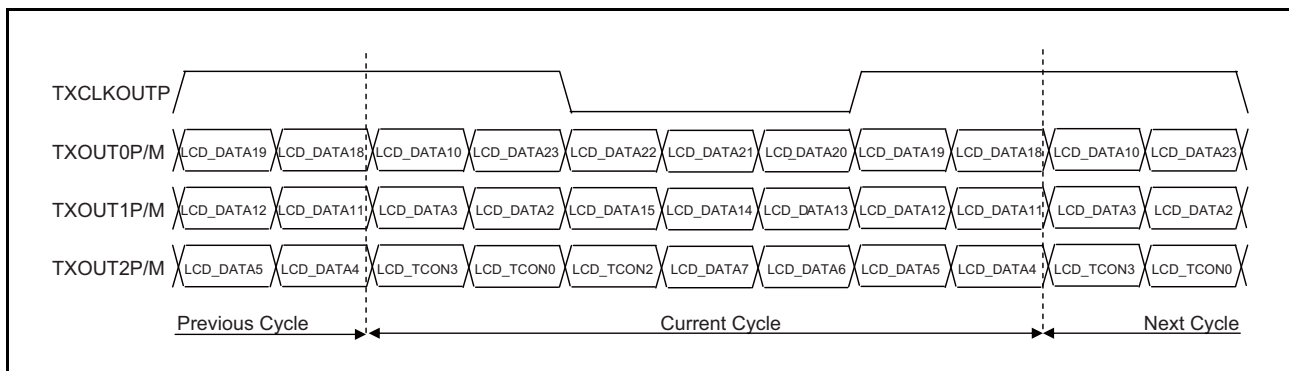 TXCLKOUTP
TXOUT0P/M LCD_DATA19 LCD_DATA18 LCD_DATA10 LCD_DATA23 LCD_DATA22 LCD_DATA21 LCD_DATA20 LCD_DATA19 LCD_DATA18 LCD_DATA10 LCD_DATA23
TXOUT1P/M LCD_DATA12 LCD_DATA11 LCD_DATA3 LCD_DATA2 LCD_DATA15 LCD_DATA14 LCD_DATA13 LCD_DATA12 LCD_DATA11 LCD_DATA3 LCD_DATA2
TXOUT2P/M LCD_DATA5 LCD_DATA4 LCD_TCON3 LCD_TCON0 LCD_TCON2 LCD_DATA7 LCD_DATA6 LCD_DATA5 LCD_DATA4 LCD_TCON3 LCD_TCON0
Previous Cycle Current Cycle Next Cycle